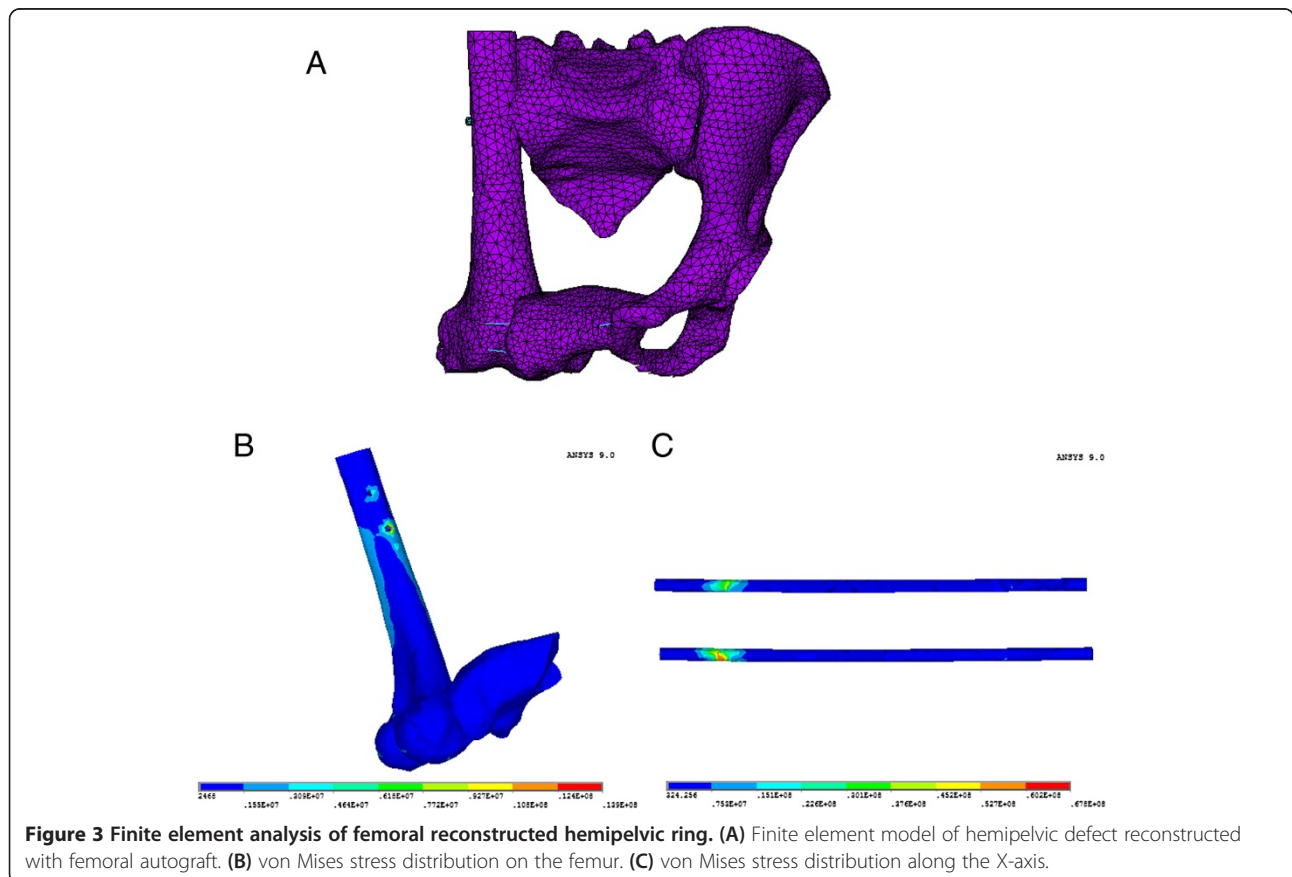 A
B
ANSYS 9.0
C
ANSYS 9.0
2468 .155E+07 .309E+07 .464E+07 .618E+07 .772E+07 .927E+07 .108E+08 .124E+08 .139E+08
324.256 .753E+07 .151E+08 .226E+08 .301E+08 .376E+08 .452E+08 .527E+08 .602E+08 .678E+08
Figure 3 Finite element analysis of femoral reconstructed hemipelvic ring. (A) Finite element model of hemipelvic defect reconstructed
with femoral autograft. (B) von Mises stress distribution on the femur. (C) von Mises stress distribution along the X-axis.